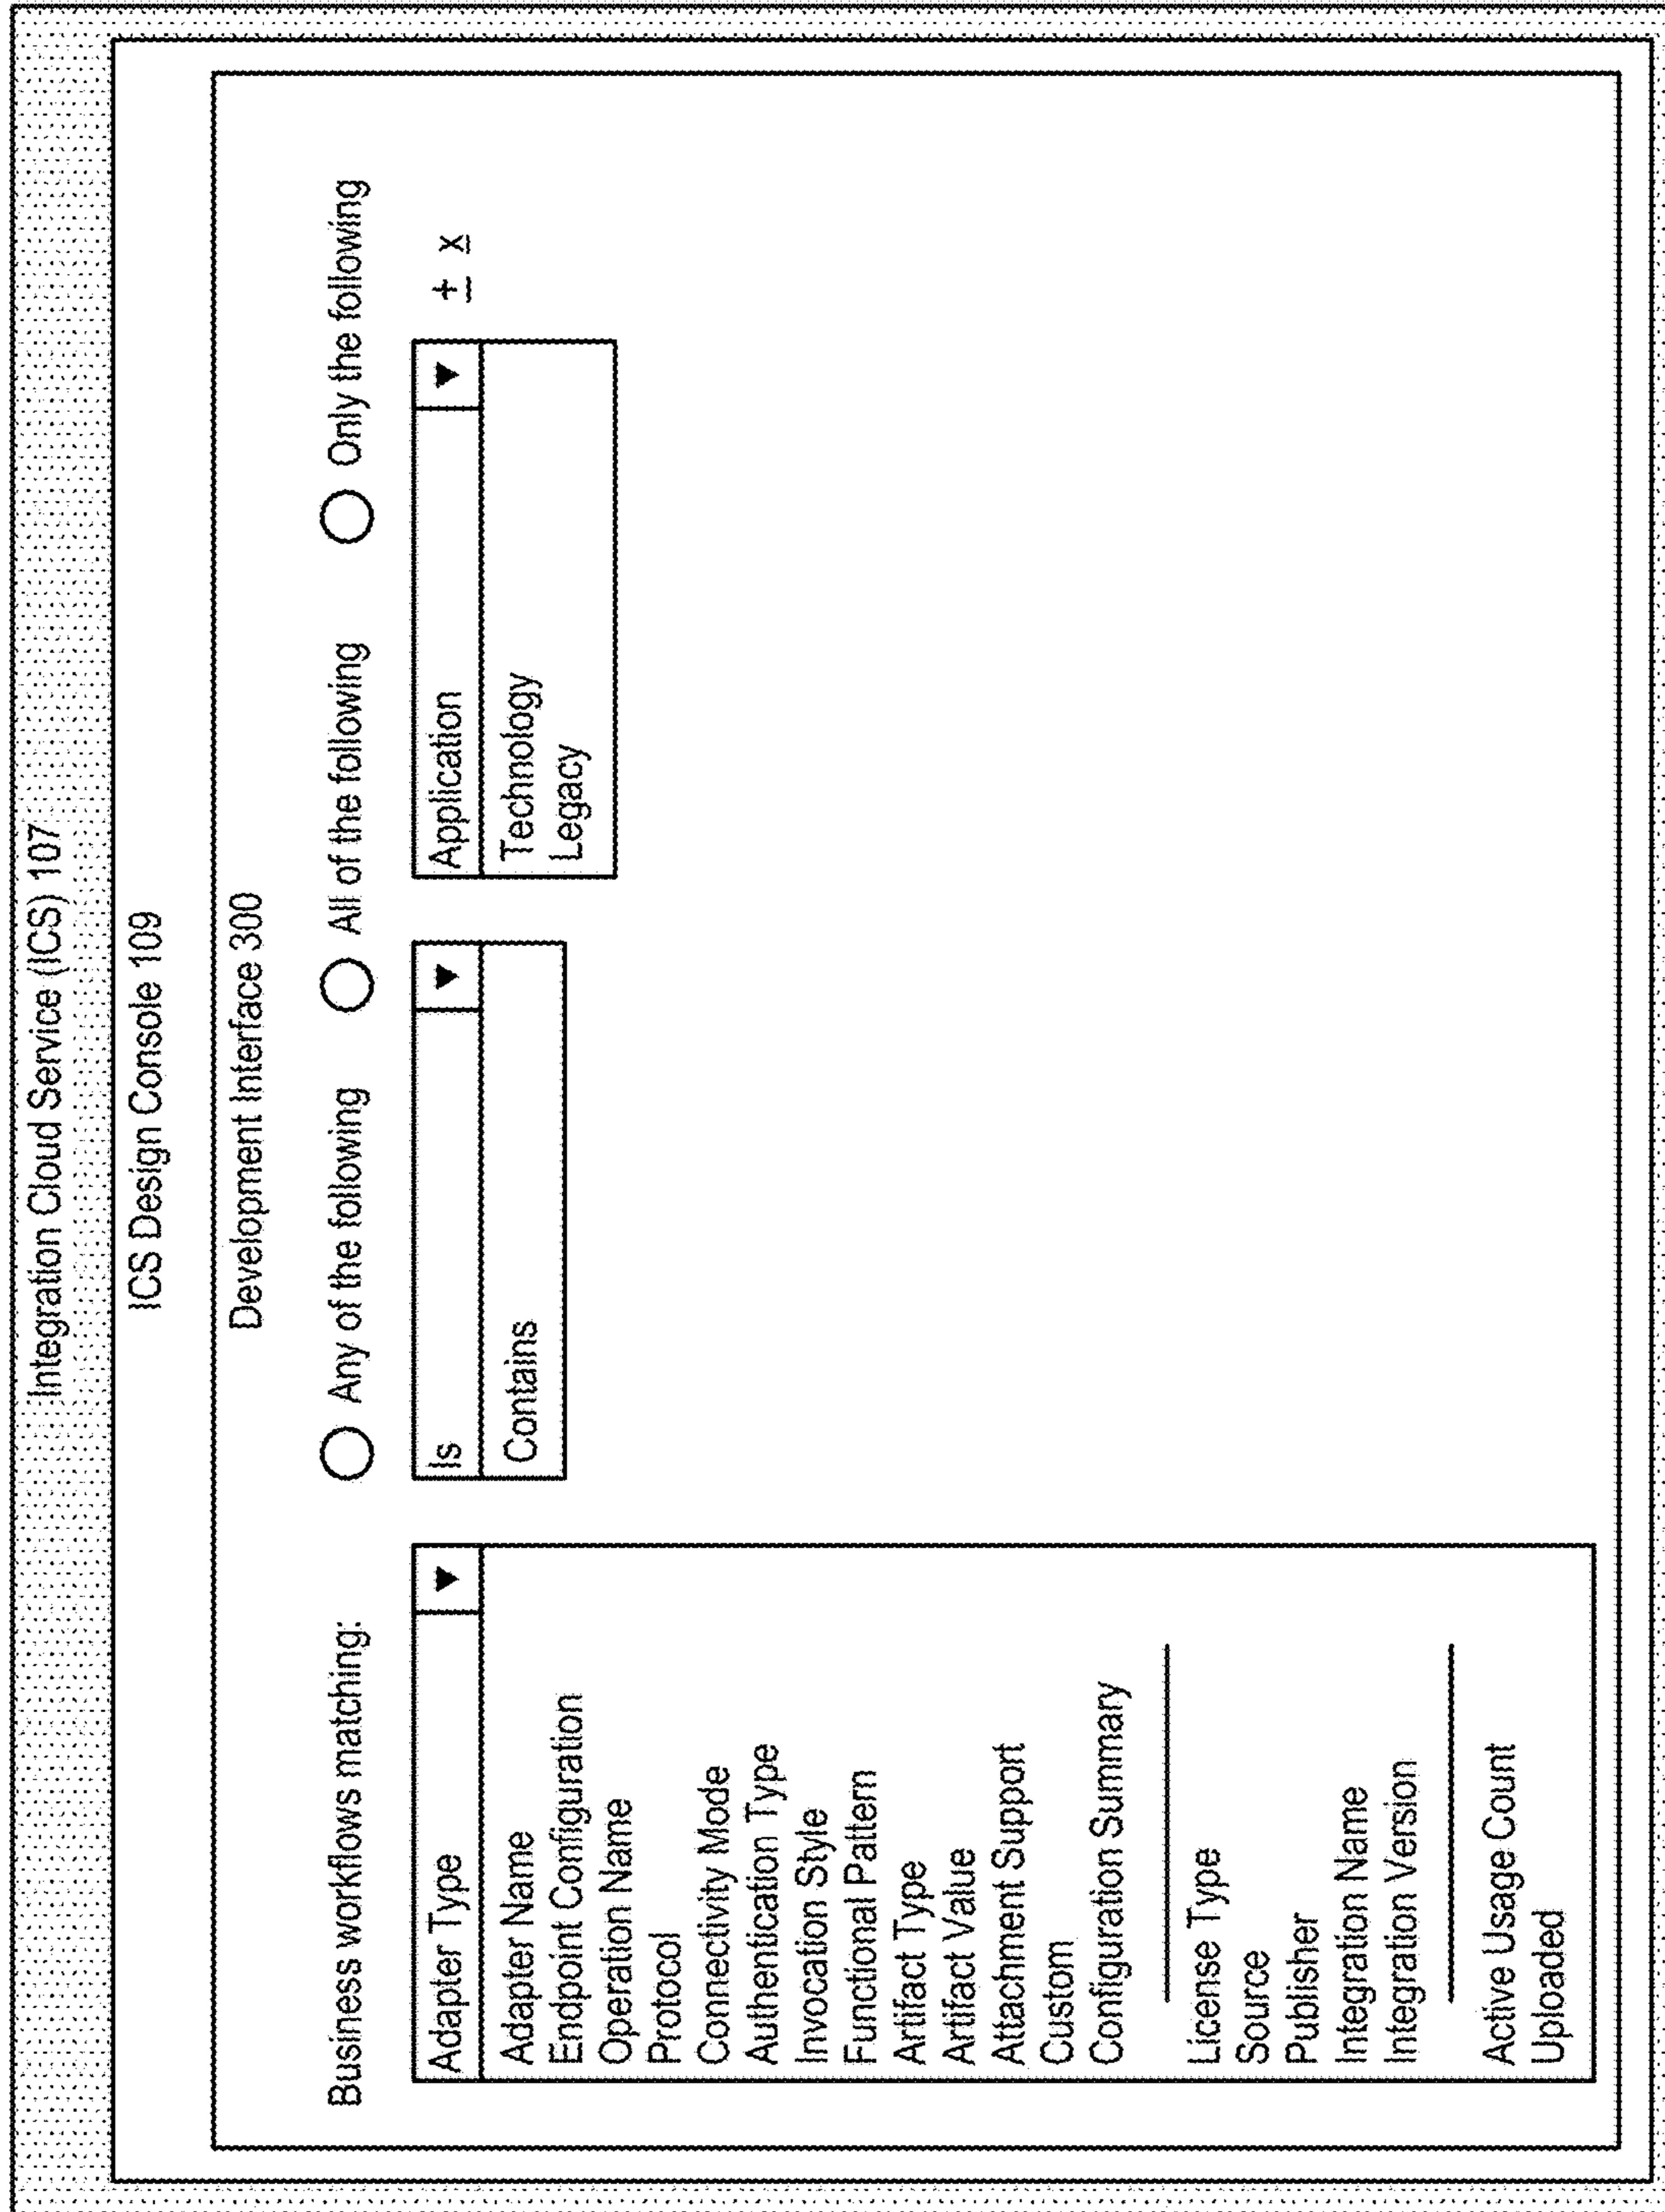 Integration Cloud Service (ICS) 107
ICS Design Console 109
Development Interface 300
Business workflows matching: Any of the following All of the following Only the following
Adapter Type ▼ Is ▼ Application ▼ + x
Adapter Name
Endpoint Configuration
Operation Name
Protocol
Connectivity Mode
Authentication Type
Invocation Style
Functional Pattern
Artifact Type
Artifact Value
Attachment Support
Custom
Configuration Summary
License Type
Source
Publisher
Integration Name
Integration Version
Active Usage Count
Uploaded
Contains
Technology
Legacy